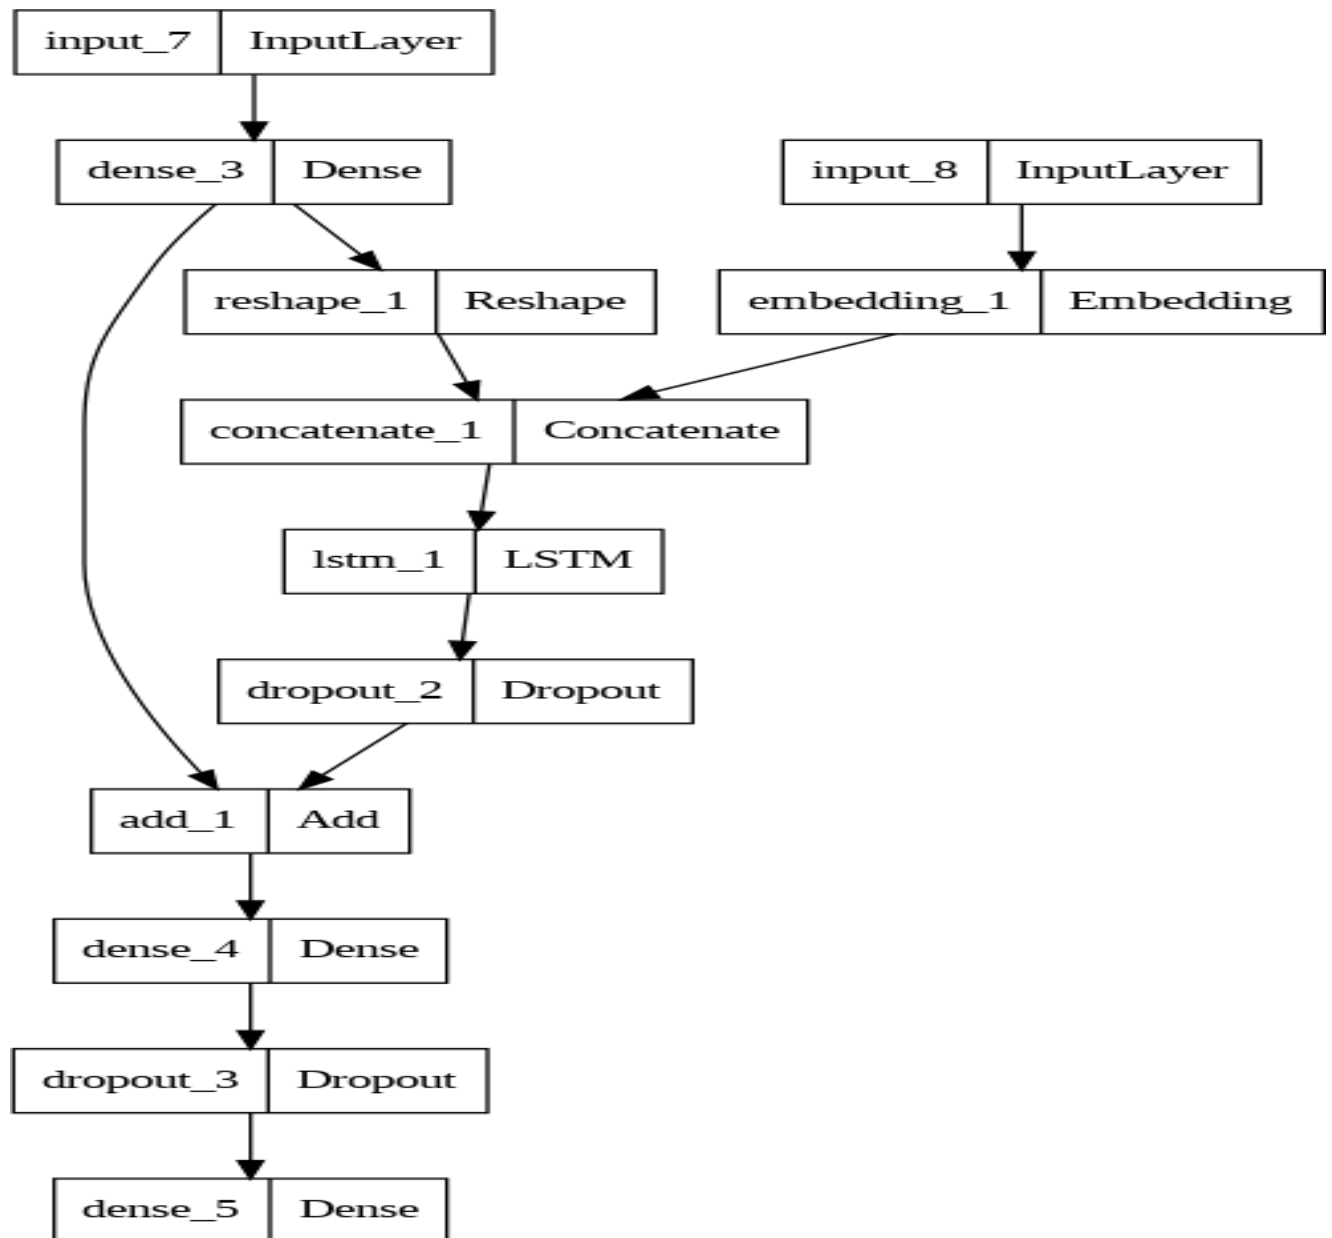 input_7 InputLayer
dense_3 Dense
input_8 InputLayer
reshape_1 Reshape
embedding_1 Embedding
concatenate_1 Concatenate
lstm_1 LSTM
dropout_2 Dropout
add_1 Add
dense_4 Dense
dropout_3 Dropout
dense_5 Dense